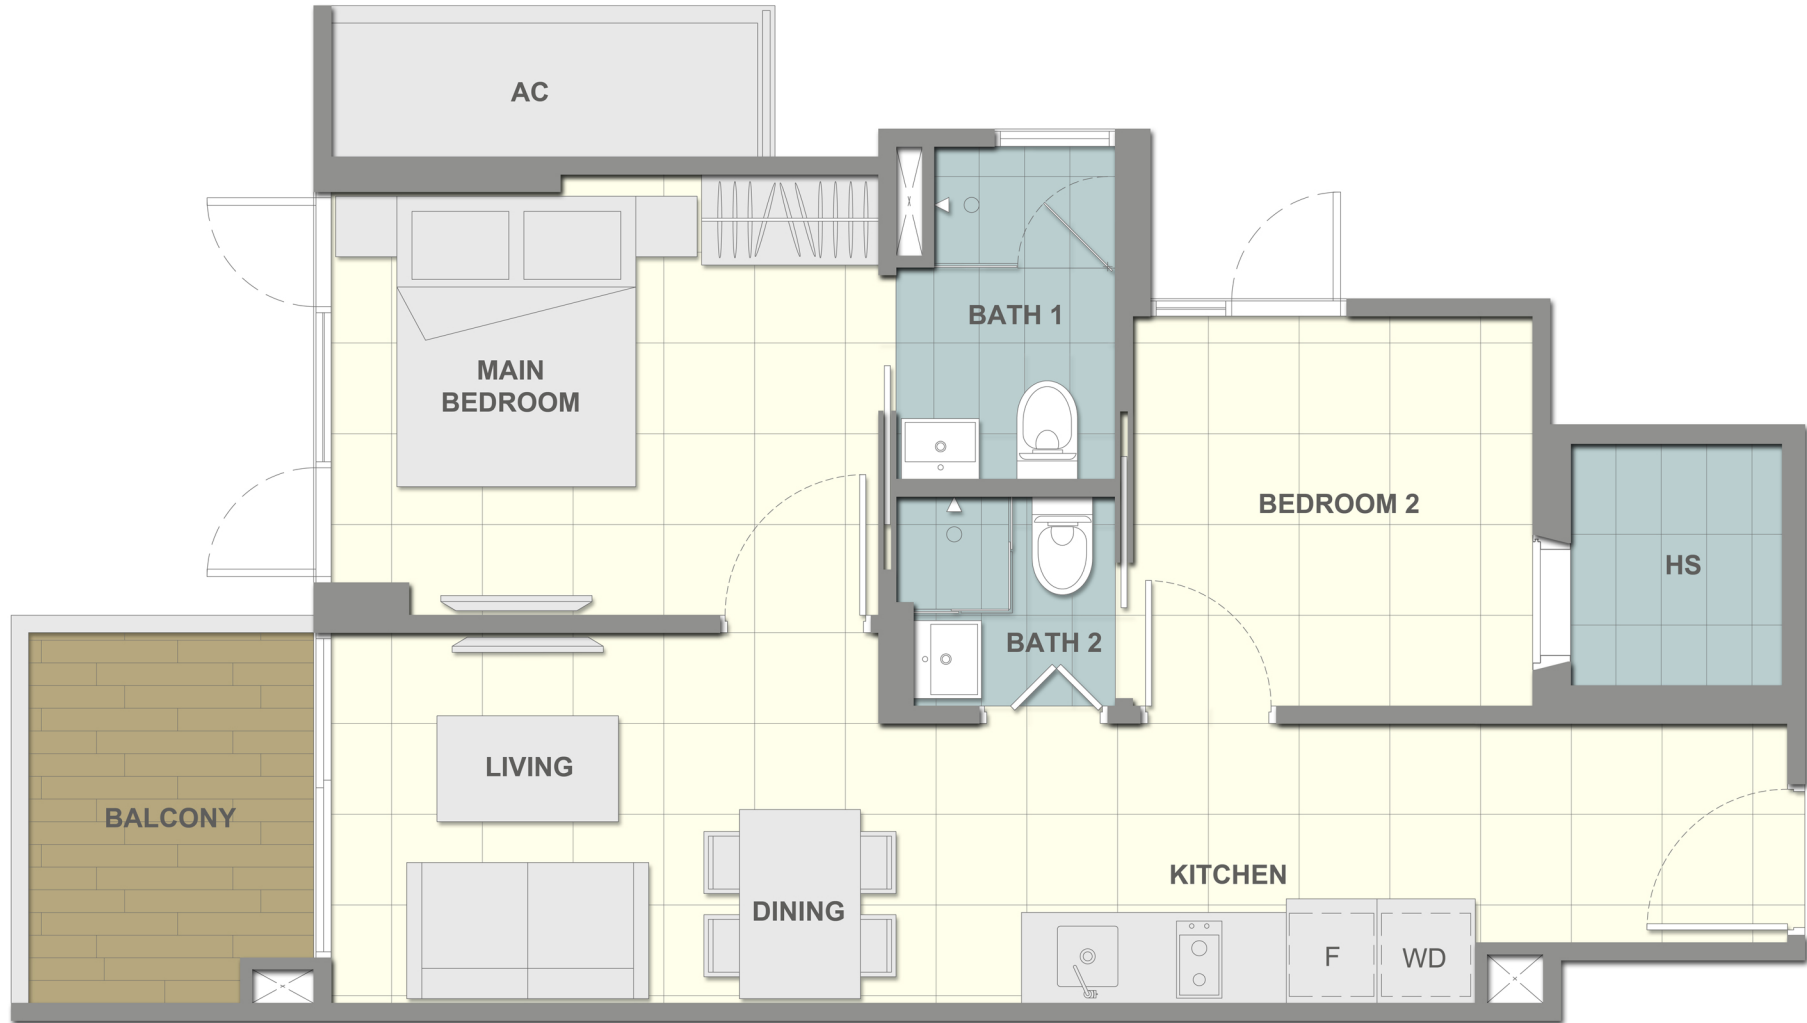 AC
BATH 1
MAIN
BEDROOM
BEDROOM 2
HS
BATH 2
LIVING
BALCONY
KITCHEN
DINING
F
WD